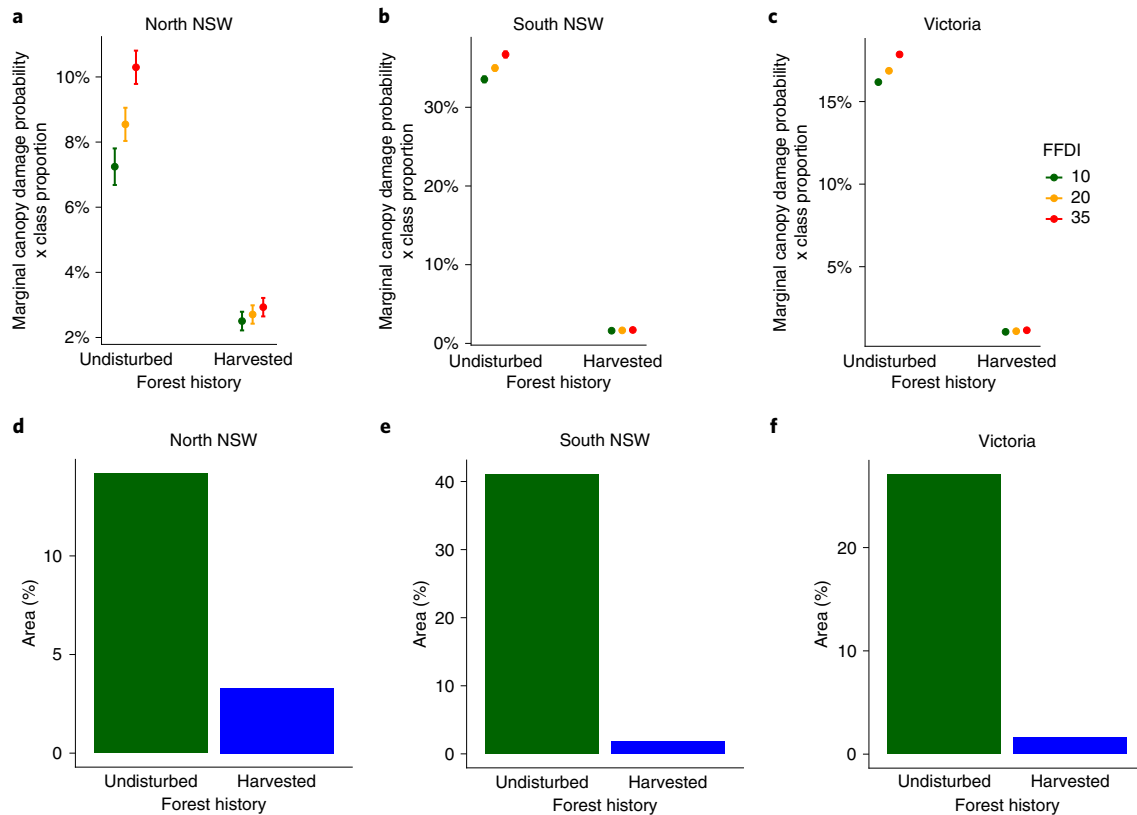 a
North NSW
Marginal canopy damage probability
x class proportion
10%
8%
6%
4%
2%
Undisturbed
Harvested
Forest history
b
South NSW
Marginal canopy damage probability
x class proportion
30%
20%
10%
0%
Undisturbed
Harvested
Forest history
c
Victoria
Marginal canopy damage probability
x class proportion
15%
10%
5%
Undisturbed
Harvested
Forest history
FFDI
10
20
35
d
North NSW
Area (%)
10
5
0
Undisturbed
Harvested
Forest history
e
South NSW
Area (%)
40
30
40
10
0
Undisturbed
Harvested
Forest history
f
Victoria
Area (%)
20
10
0
Undisturbed
Harvested
Forest history